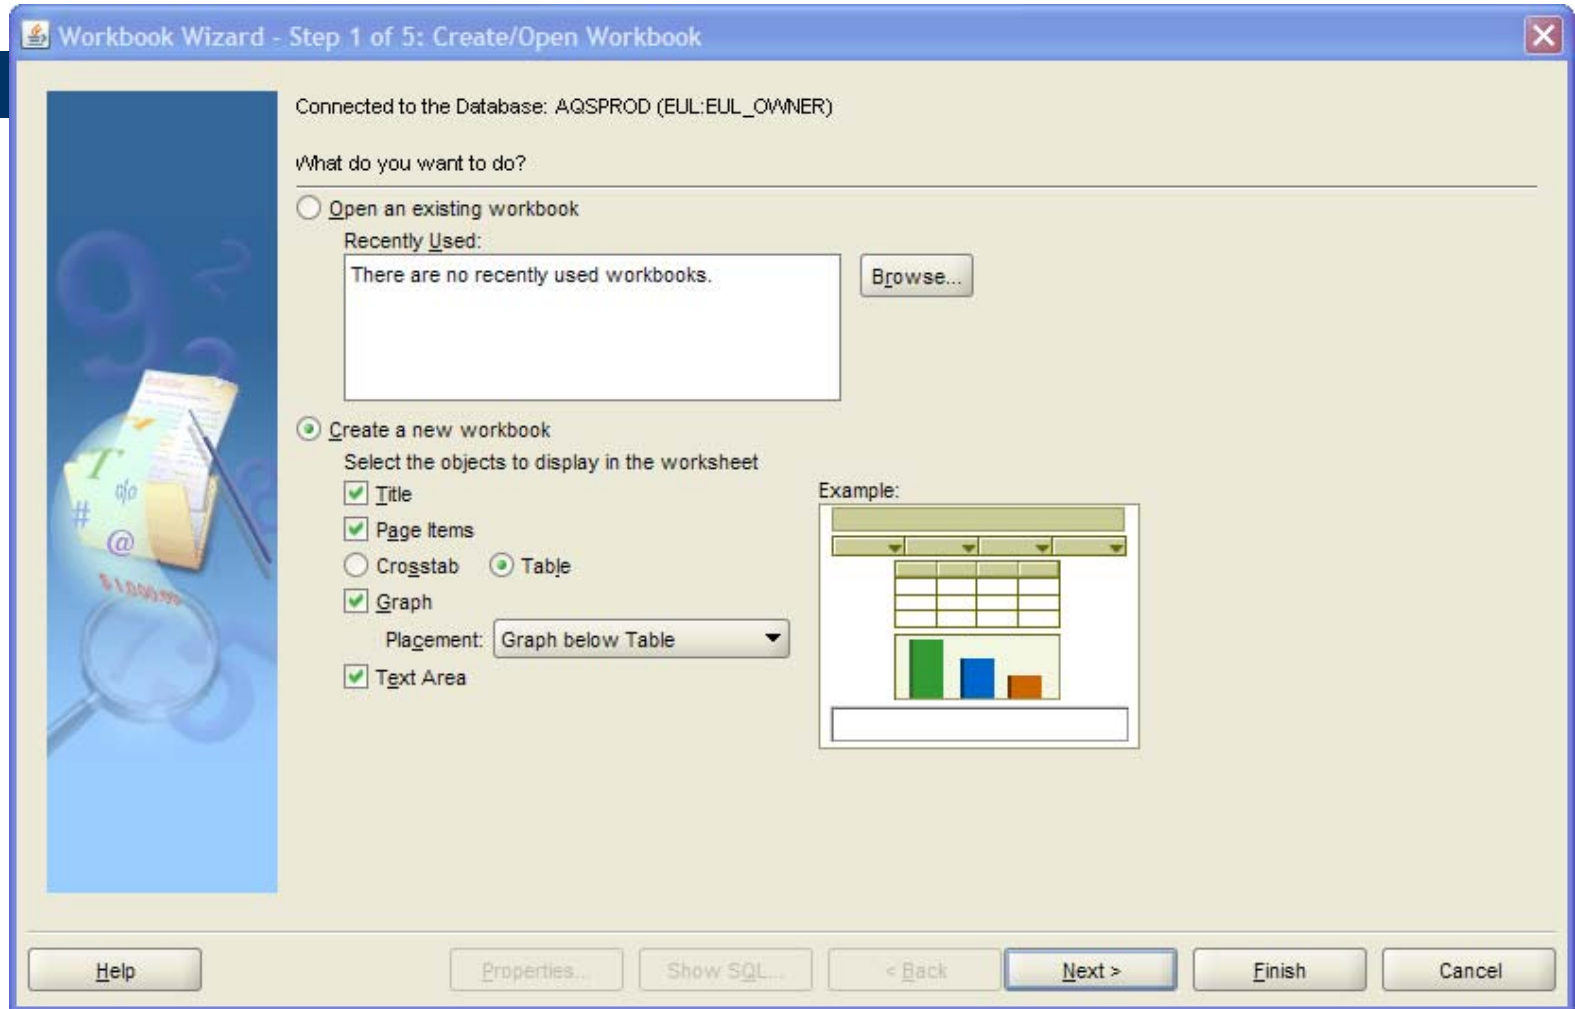 Workbook Wizard - Step 1 of 5: Create/Open Workbook
Connected to the Database: AQSPROD (EUL:EUL_OWNER)
What do you want to do?
Open an existing workbook
Recently Used:
There are no recently used workbooks.
Browse...
Create a new workbook
Select the objects to display in the worksheet
Title
Example:
Page Items
Crosstab Table
Graph
Placement: Graph below Table
Text Area
Help Properties... Show SQL... < Back Next > Finish Cancel